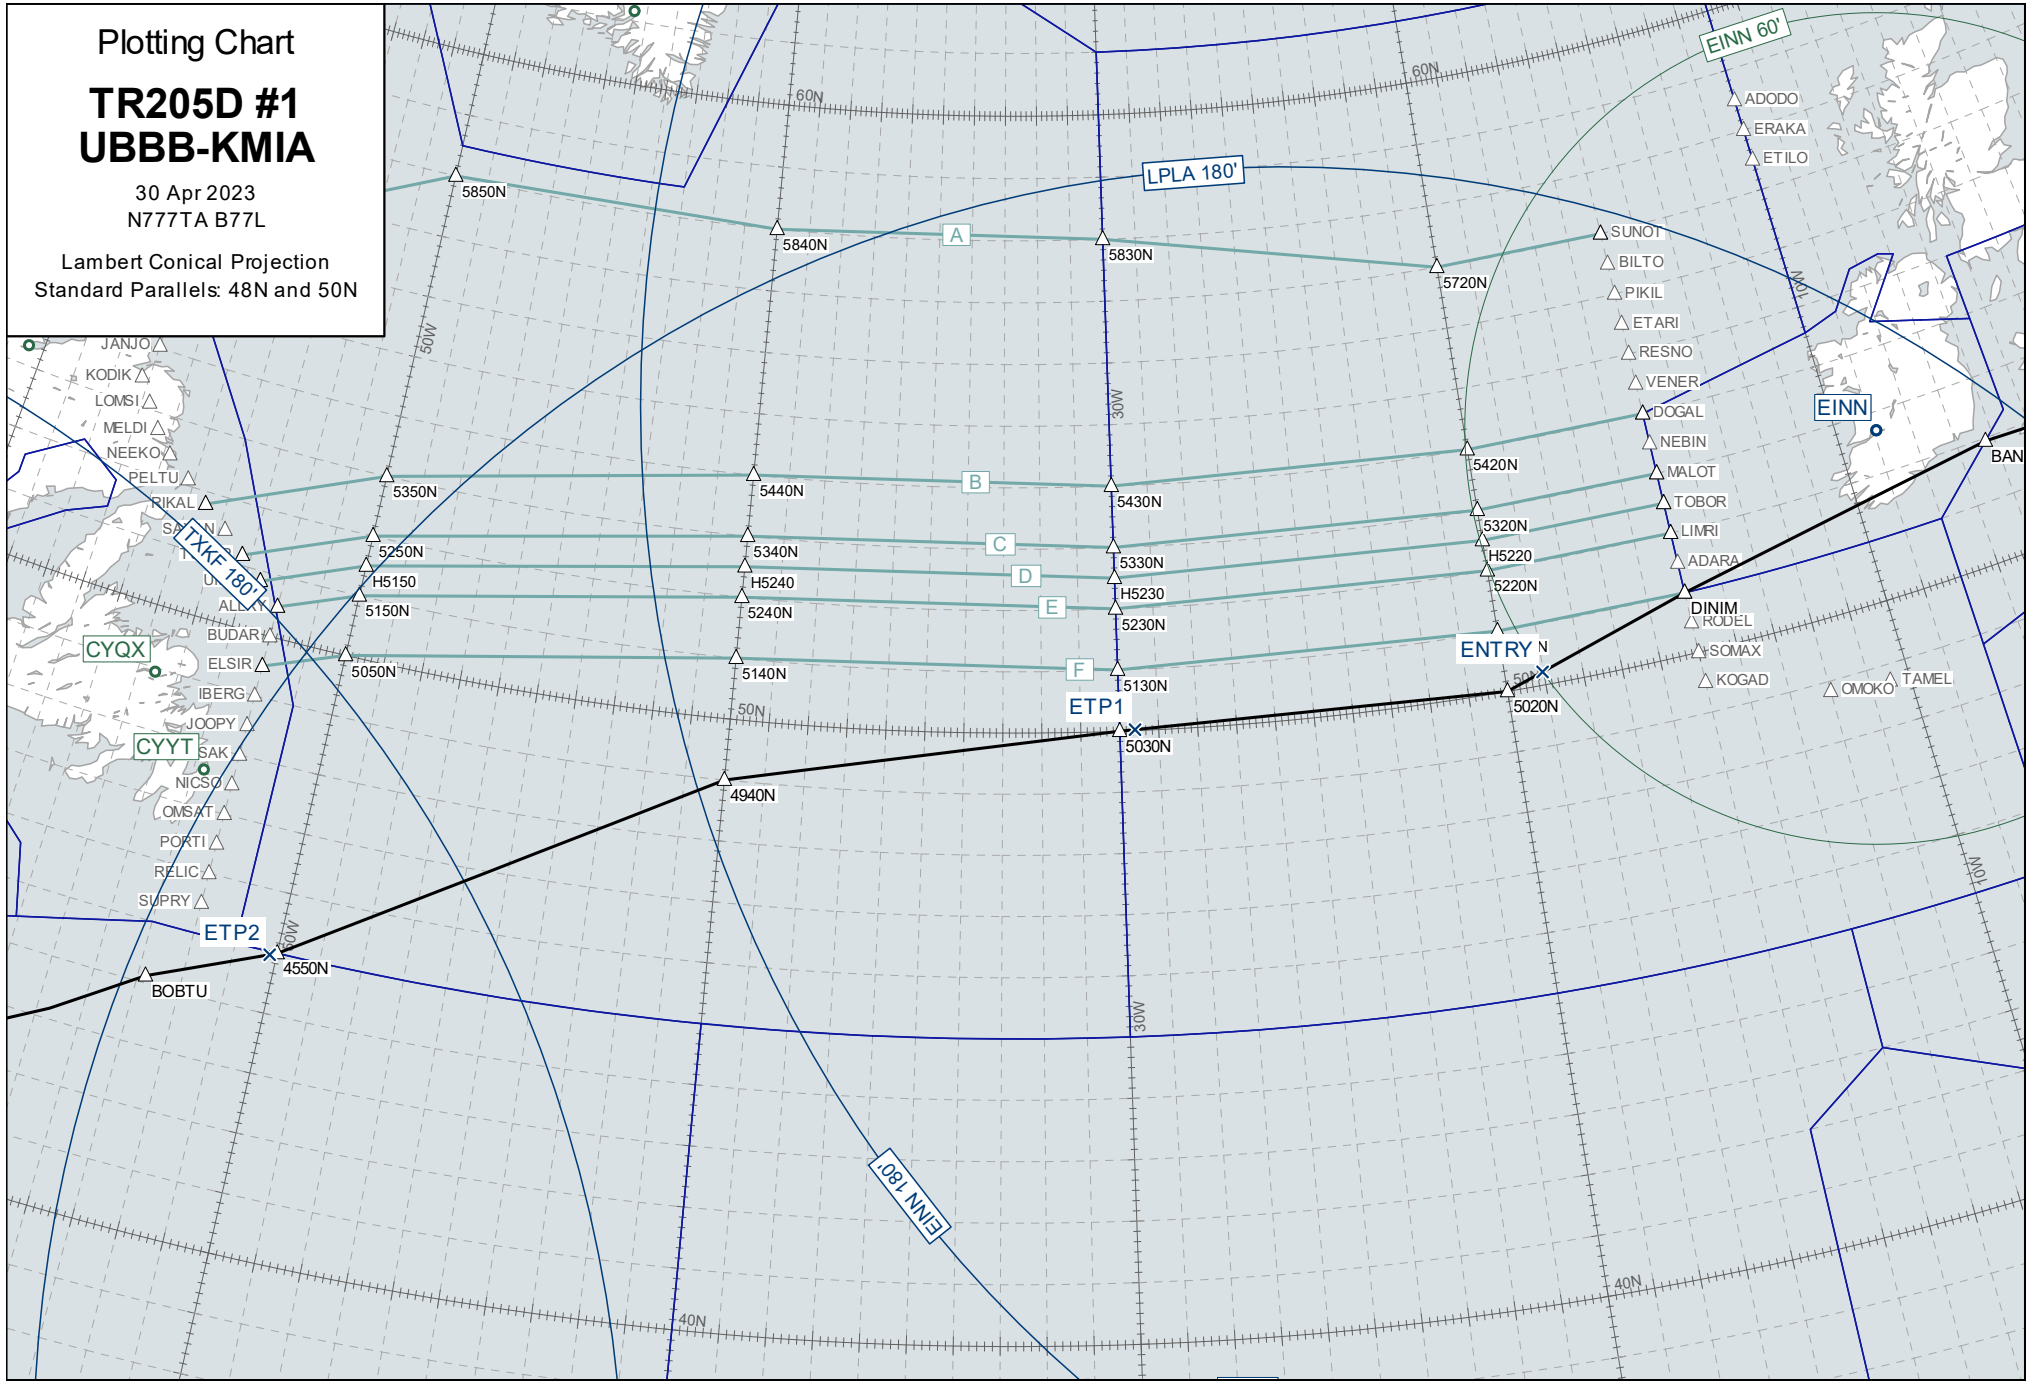 Plotting Chart
TR205D #1
UBBB-KMIA
30 Apr 2023
N777TA B77L
Lambert Conical Projection
Standard Parallels: 48N and 50N
EINN 60'
60N
60N
ADODO
ERAKA
ETILO
LPLA 180'
5850N
5840N
A
5830N
5720N
SUNOT
BILTO
PIKIL
ETARI
RESNO
VENER
DOGAL
NEBIN
MALOT
TOBOR
LIMRI
ADARA
DINIM
RODEL
SOMAX
KOGAD
OMOKO
TAMEL
10W
EINN
BAN
50W
30W
JANJO
KODIK
LOMSI
MELDI
NEEKO
PELTU
RIKAL
TXKF 180'
ALLRY
BUDAR
ELSIR
IBERG
JOOPY
SAK
NICSO
OMSAT
PORTI
RELIC
SUPRY
CYQX
CYYT
5350N
5440N
B
5430N
5420N
5250N
5340N
C
5330N
5320N
H5150
H5240
D
H5230
H5220
5150N
5240N
E
5230N
5220N
5050N
5140N
F
5130N
N
ENTRY
50N
5020N
50N
ETP1
5030N
4940N
ETP2
50W
4550N
BOBTU
10W
30W
EINN 180'
40N
40N